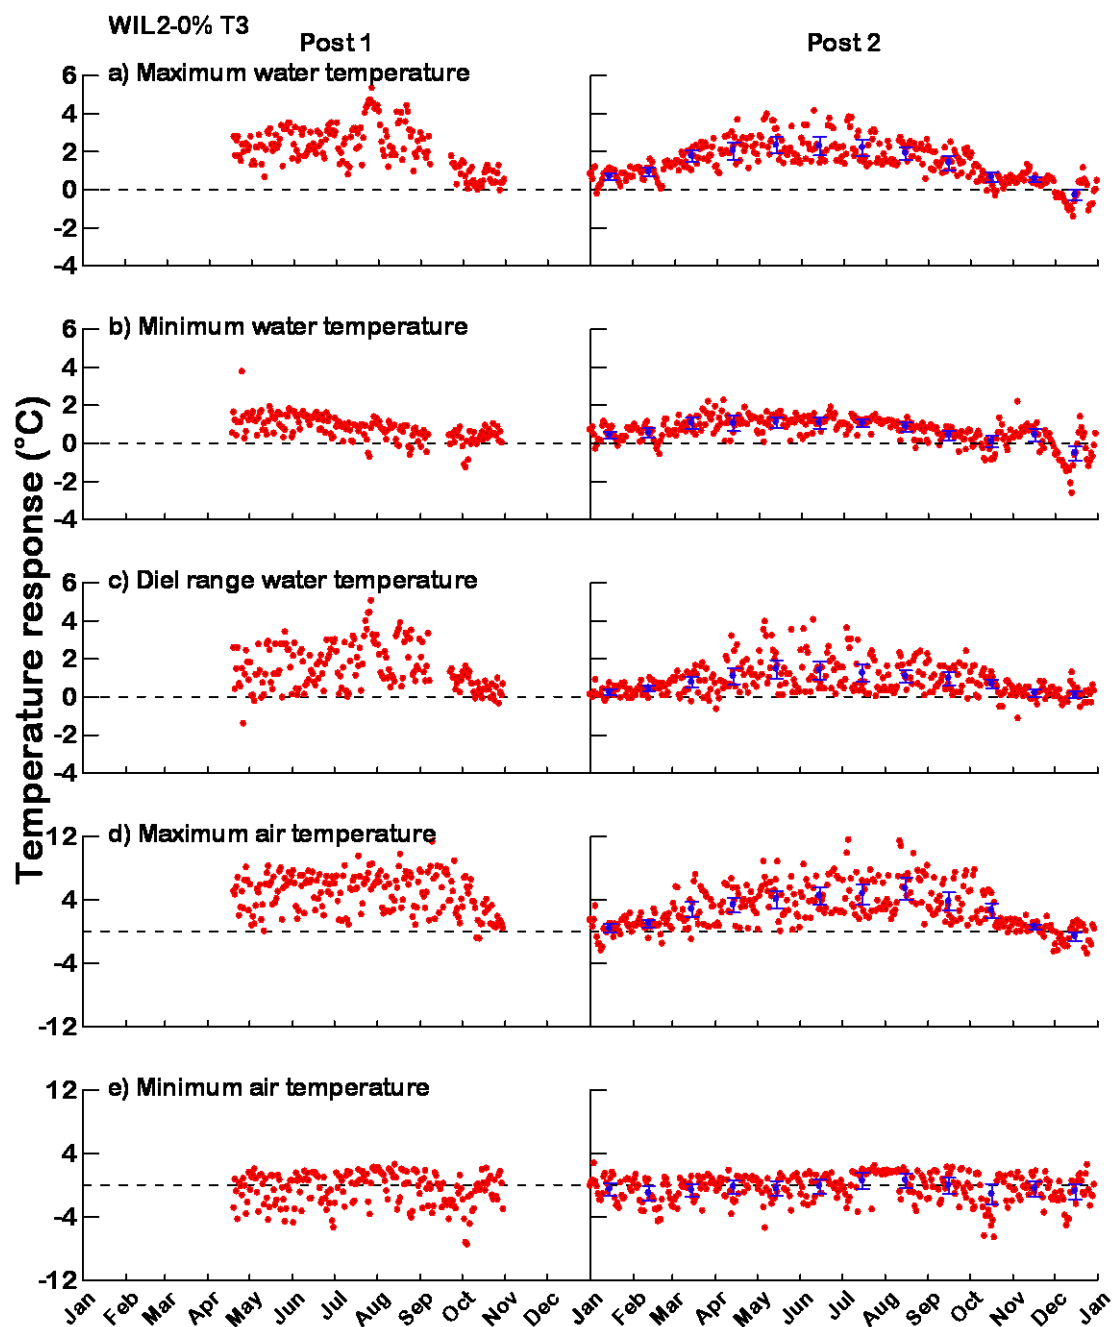 WIL2-0% T3
Post 1 Post 2
a) Maximum water temperature
6
4
2
0
-2
-4
b) Minimum water temperature
6
4
2
0
-2
-4
c) Diel range water temperature
6
4
2
0
-2
-4
d) Maximum air temperature
12
4
-4
-12
e) Minimum air temperature
12
4
-4
-12
Temperature response (°C)
Jan Feb Mar Apr May Jun Jul Aug Sep Oct Nov Dec Jan Feb Mar Apr May Jun Jul Aug Sep Oct Nov Dec Jan